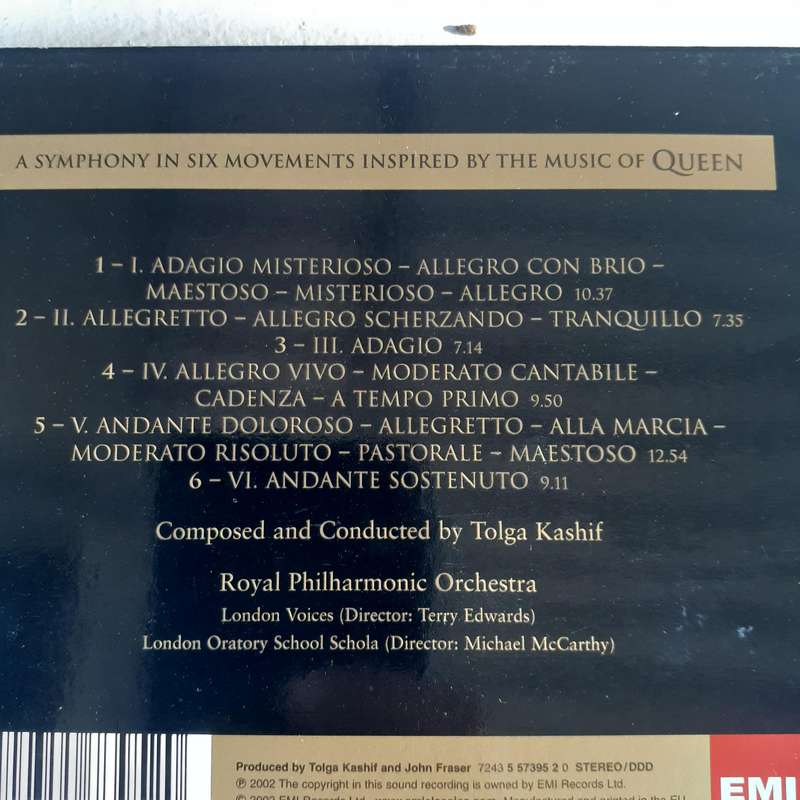 A SYMPHONY IN SIX MOVEMENTS INSPIRED BY THE MUSIC OF QUEEN
1 – I. ADAGIO MISTERIOSO – ALLEGRO CON BRIO –
MAESTOSO – MISTERIOSO – ALLEGRO 10.37
2 – II. ALLEGRETTO – ALLEGRO SCHERZANDO – TRANQUILLO 7.35
3 – III. ADAGIO 7.14
4 – IV. ALLEGRO VIVO – MODERATO CANTABILE –
CADENZA – A TEMPO PRIMO 9.50
5 – V. ANDANTE DOLOROSO – ALLEGRETTO – ALLA MARCIA –
MODERATO RISOLUTO – PASTORALE – MAESTOSO 12.54
6 – VI. ANDANTE SOSTENUTO 9.11
Composed and Conducted by Tolga Kashif
Royal Philharmonic Orchestra
London Voices (Director: Terry Edwards)
London Oratory School Schola (Director: Michael McCarthy)
Produced by Tolga Kashif and John Fraser 7243 5 57395 2 0 STEREO/DDD
℗ 2002 The copyright in this sound recording is owned by EMI Records Ltd.
EMI